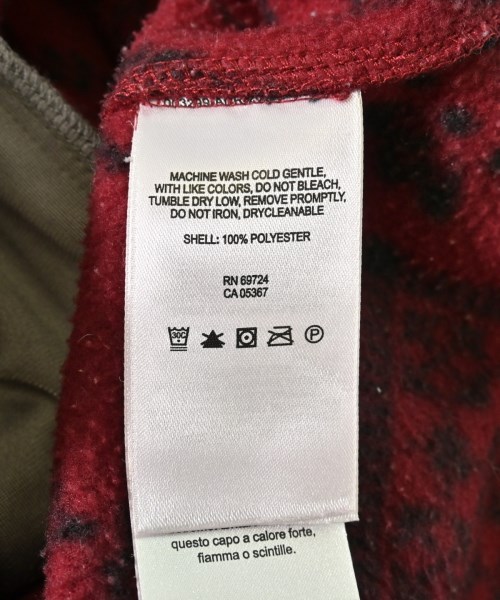 MACHINE WASH COLD GENTLE,
WITH LIKE COLORS, DO NOT BLEACH,
TUMBLE DRY LOW, REMOVE PROMPTLY,
DO NOT IRON, DRYCLEANABLE
SHELL: 100% POLYESTER
RN 69724
CA 05367
30C
P
questo capo a calore forte,
fiamma o scintille.